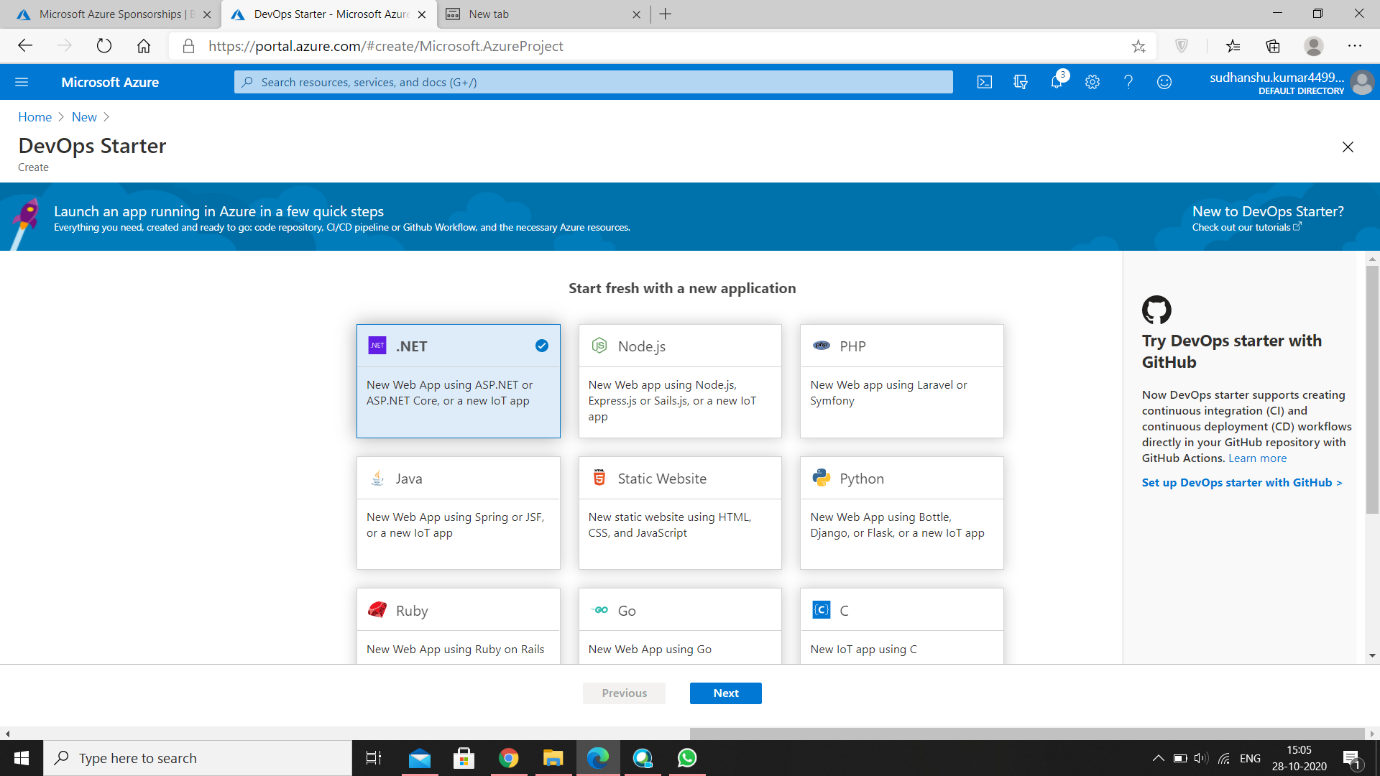 Microsoft Azure Sponsorships | E
DevOps Starter - Microsoft Azure
New tab
https://portal.azure.com/#create/Microsoft.AzureProject
Microsoft Azure
Search resources, services, and docs (G+/)
3
sudhanshu.kumar4499...
DEFAULT DIRECTORY
Home > New >
DevOps Starter
Create
Launch an app running in Azure in a few quick steps
Everything you need, created and ready to go: code repository, CI/CD pipeline or Github Workflow, and the necessary Azure resources.
New to DevOps Starter?
Check out our tutorials
Start fresh with a new application
.NET
New Web App using ASP.NET or
ASP.NET Core, or a new IoT app
Node.js
New Web app using Node.js,
Express.js or Sails.js, or a new IoT
app
PHP
New Web app using Laravel or
Symfony
Java
New Web App using Spring or JSF,
or a new IoT app
Static Website
New static website using HTML,
CSS, and JavaScript
Python
New Web App using Bottle,
Django, or Flask, or a new IoT app
Ruby
New Web App using Ruby on Rails
Go
New Web App using Go
C
New IoT app using C
Try DevOps starter with
GitHub
Now DevOps starter supports creating
continuous integration (CI) and
continuous deployment (CD) workflows
directly in your GitHub repository with
GitHub Actions. Learn more
Set up DevOps starter with GitHub >
Previous
Next
Type here to search
ENG
15:05
28-10-2020
1